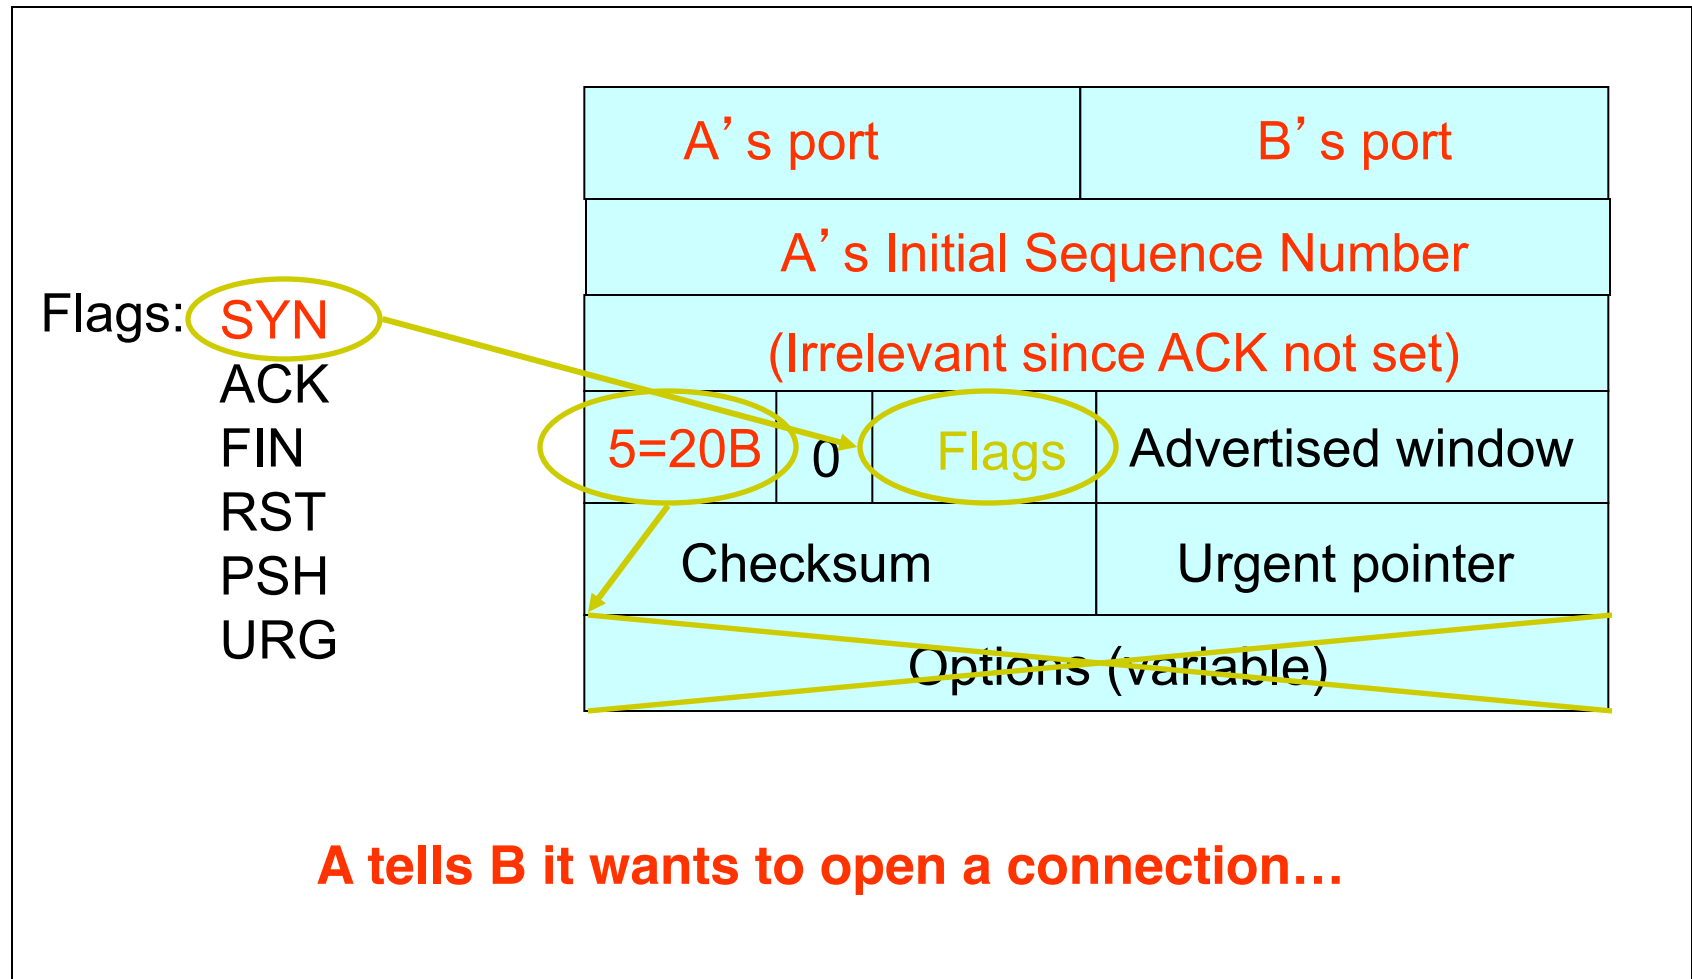 A’s port
B’s port
A’s Initial Sequence Number
Flags: SYN
(Irrelevant since ACK not set)
ACK
FIN
RST
PSH
URG
5=20B
0
Flags
Advertised window
Checksum
Urgent pointer
Options (variable)
A tells B it wants to open a connection…